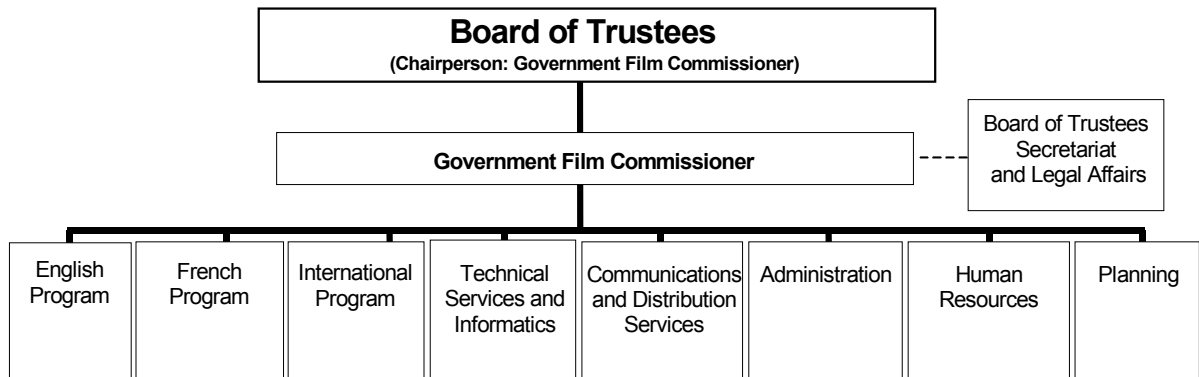 Board of Trustees
(Chairperson: Government Film Commissioner)
Government Film Commissioner
Board of Trustees
Secretariat
and Legal Affairs
English
Program
French
Program
International
Program
Technical
Services and
Informatics
Communications
and Distribution
Services
Administration
Human
Resources
Planning